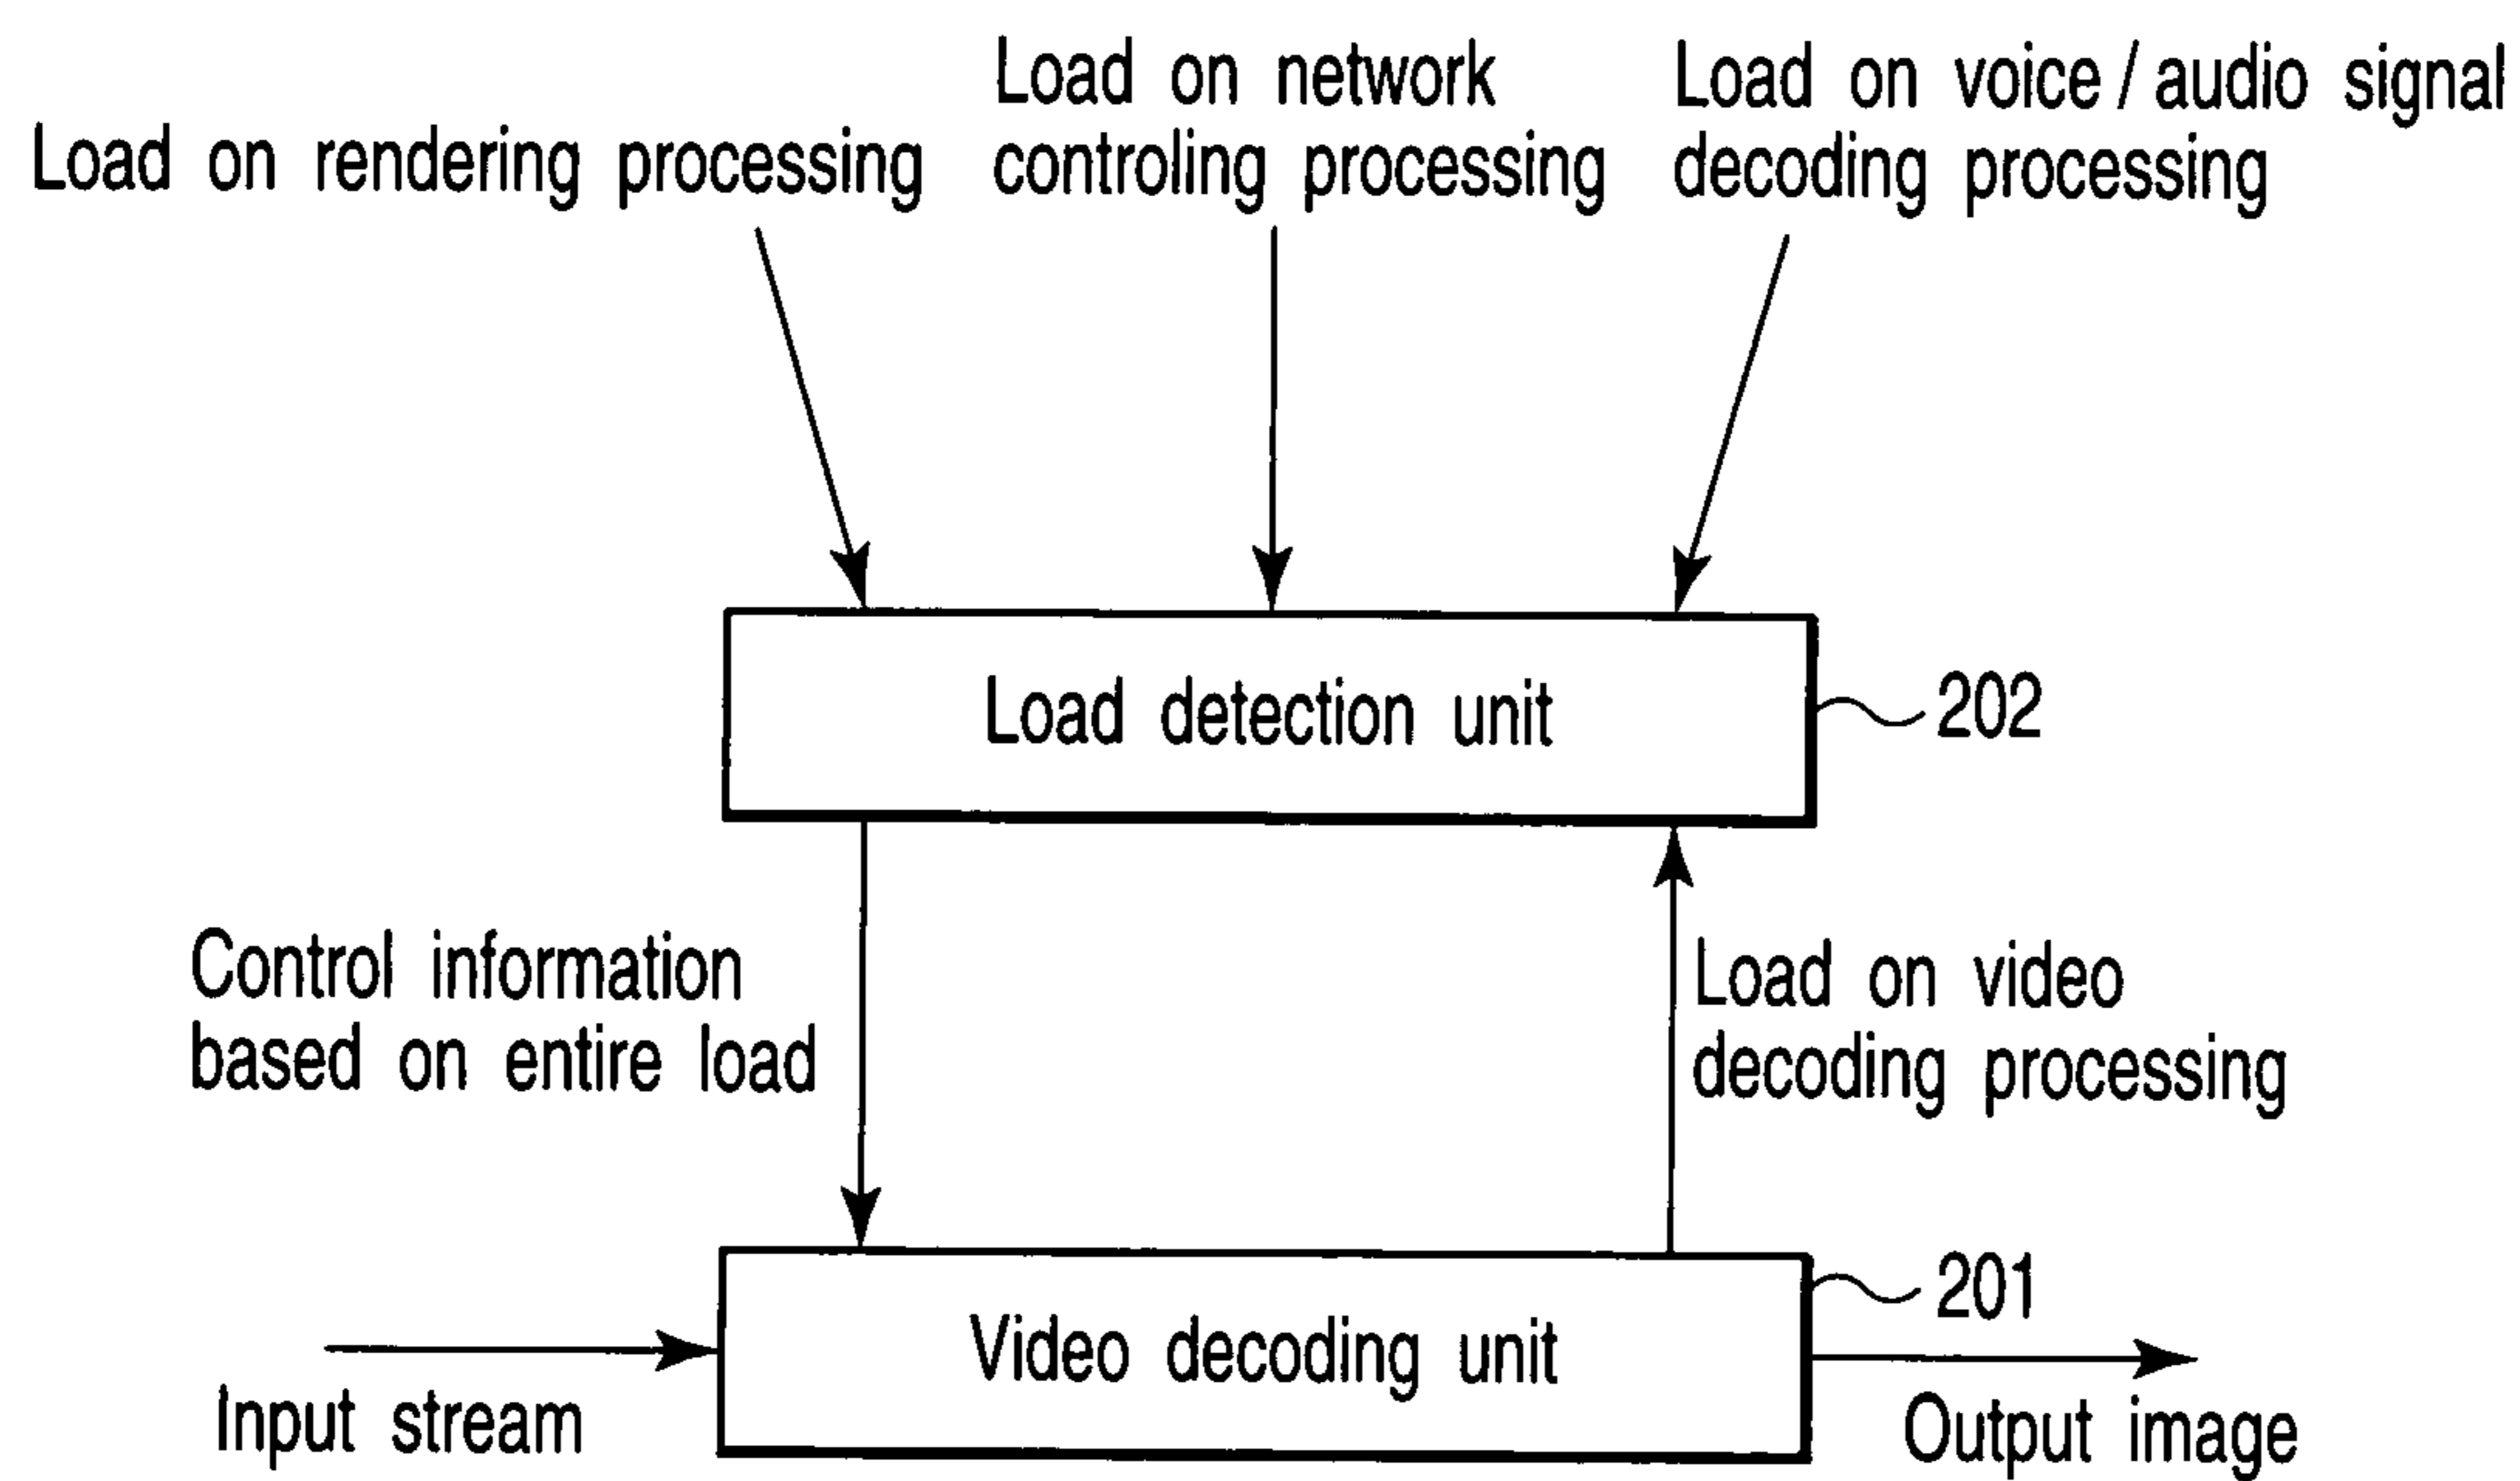 Load on rendering processing
Load on network
controling processing
Load on voice / audio signal
decoding processing
Load detection unit
202
Control information
based on entire load
Load on video
decoding processing
201
Video decoding unit
Input stream
Output image